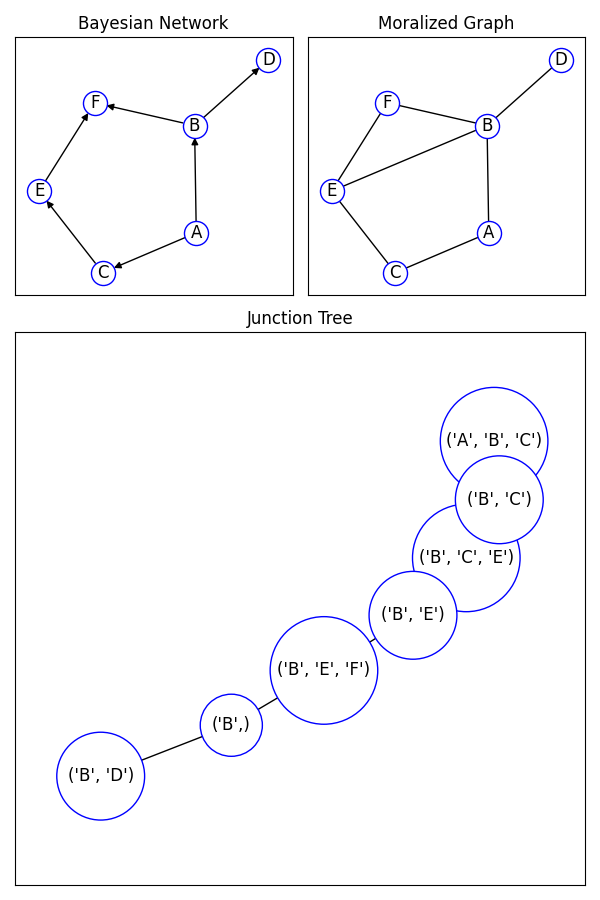 Bayesian Network
Moralized Graph
D
F
B
E
A
C
D
F
B
E
A
C
Junction Tree
('A', 'B', 'C')
('B', 'C')
('B', 'C', 'E')
('B', 'E')
('B', 'E', 'F')
('B',)
('B', 'D')